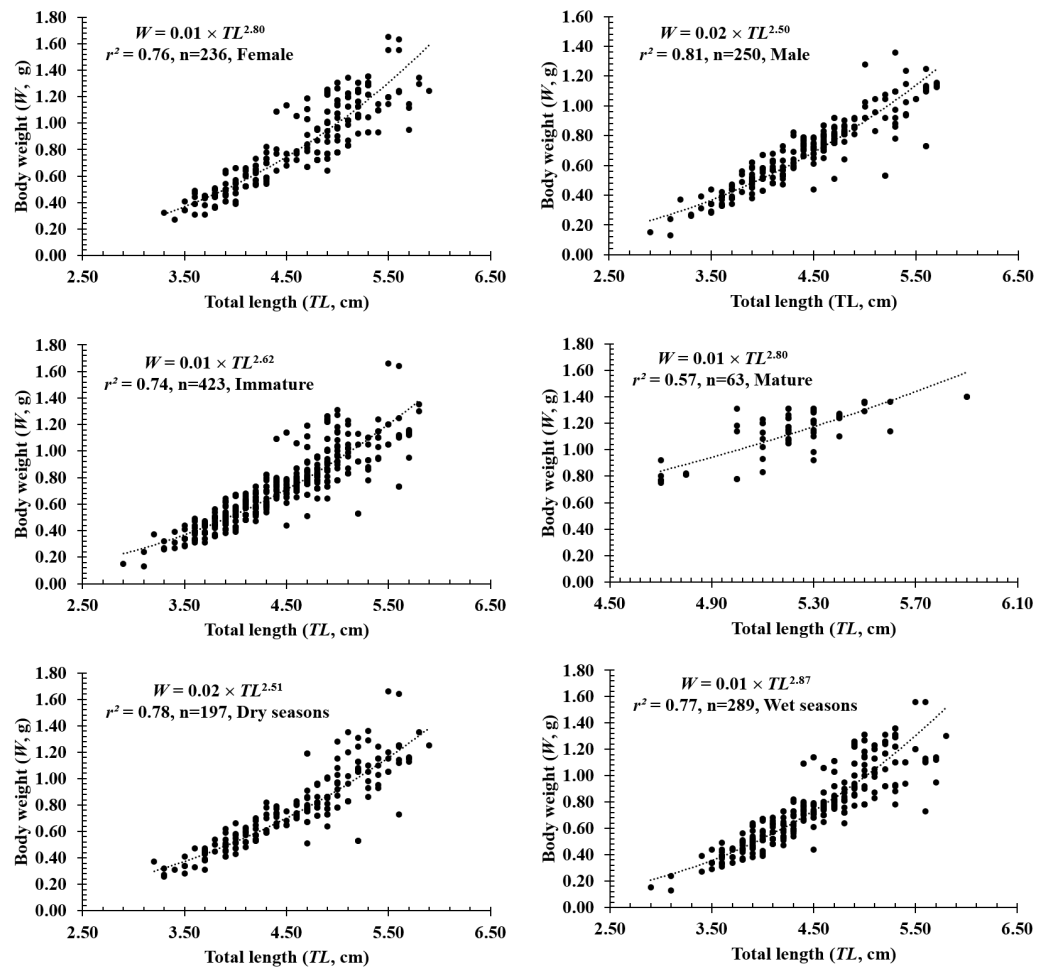 W = 0.01 × TL^2.80
r² = 0.76, n=236, Female
Body weight (W, g)
1.80
1.60
1.40
1.20
1.00
0.80
0.60
0.40
0.20
0.00
2.50 3.50 4.50 5.50 6.50
Total length (TL, cm)
W = 0.02 × TL^2.50
r² = 0.81, n=250, Male
Body weight (W, g)
1.60
1.40
1.20
1.00
0.80
0.60
0.40
0.20
0.00
2.50 3.50 4.50 5.50 6.50
Total length (TL, cm)
W = 0.01 × TL^2.62
r² = 0.74, n=423, Immature
Body weight (W, g)
1.80
1.60
1.40
1.20
1.00
0.80
0.60
0.40
0.20
0.00
2.50 3.50 4.50 5.50 6.50
Total length (TL, cm)
W = 0.01 × TL^2.80
r² = 0.57, n=63, Mature
Body weight (W, g)
1.80
1.60
1.40
1.20
1.00
0.80
0.60
0.40
0.20
0.00
4.50 4.90 5.30 5.70 6.10
Total length (TL, cm)
W = 0.02 × TL^2.51
r² = 0.78, n=197, Dry seasons
Body weight (W, g)
1.80
1.60
1.40
1.20
1.00
0.80
0.60
0.40
0.20
0.00
2.50 3.50 4.50 5.50 6.50
Total length (TL, cm)
W = 0.01 × TL^2.87
r² = 0.77, n=289, Wet seasons
Body weight (W, g)
1.80
1.60
1.40
1.20
1.00
0.80
0.60
0.40
0.20
0.00
2.50 3.50 4.50 5.50 6.50
Total length (TL, cm)